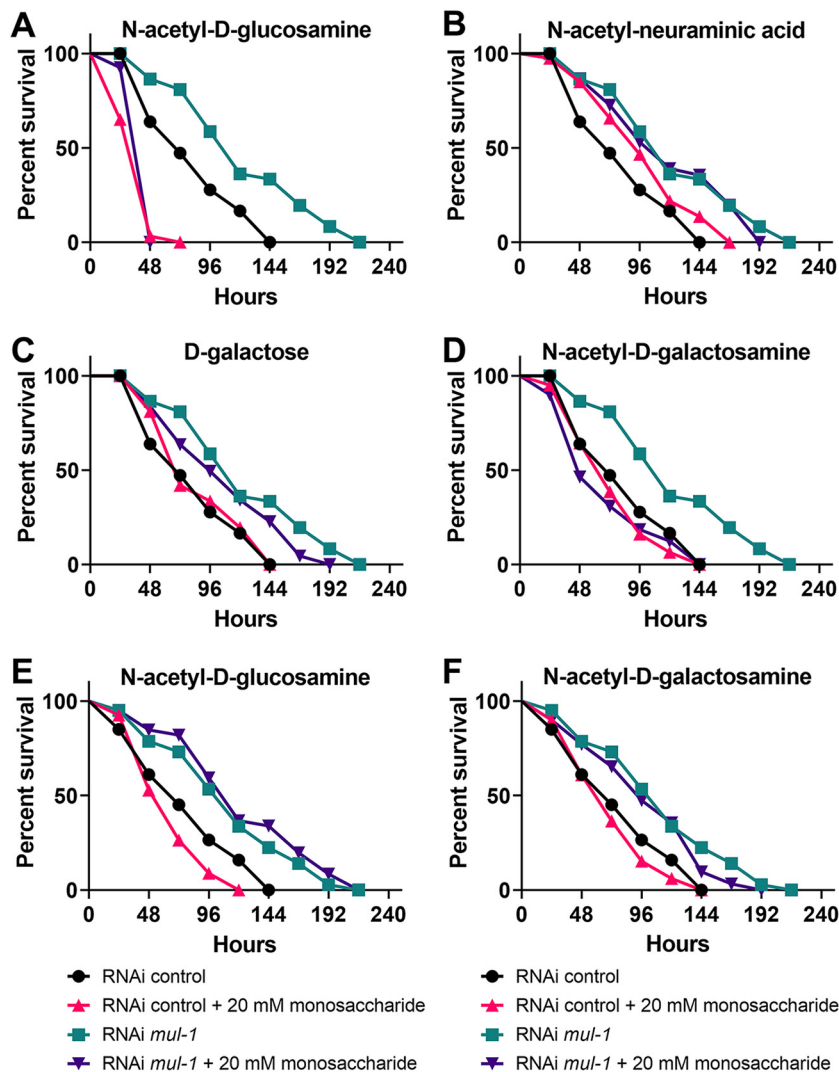 A
N-acetyl-D-glucosamine
Percent survival
100
50
0
0 48 96 144 192 240
Hours
B
N-acetyl-neuraminic acid
Percent survival
100
50
0
0 48 96 144 192 240
Hours
C
D-galactose
Percent survival
100
50
0
0 48 96 144 192 240
Hours
D
N-acetyl-D-galactosamine
Percent survival
100
50
0
0 48 96 144 192 240
Hours
E
N-acetyl-D-glucosamine
Percent survival
100
50
0
0 48 96 144 192 240
Hours
F
N-acetyl-D-galactosamine
Percent survival
100
50
0
0 48 96 144 192 240
Hours
RNAi control
RNAi control + 20 mM monosaccharide
RNAi mul-1
RNAi mul-1 + 20 mM monosaccharide
RNAi control
RNAi control + 20 mM monosaccharide
RNAi mul-1
RNAi mul-1 + 20 mM monosaccharide